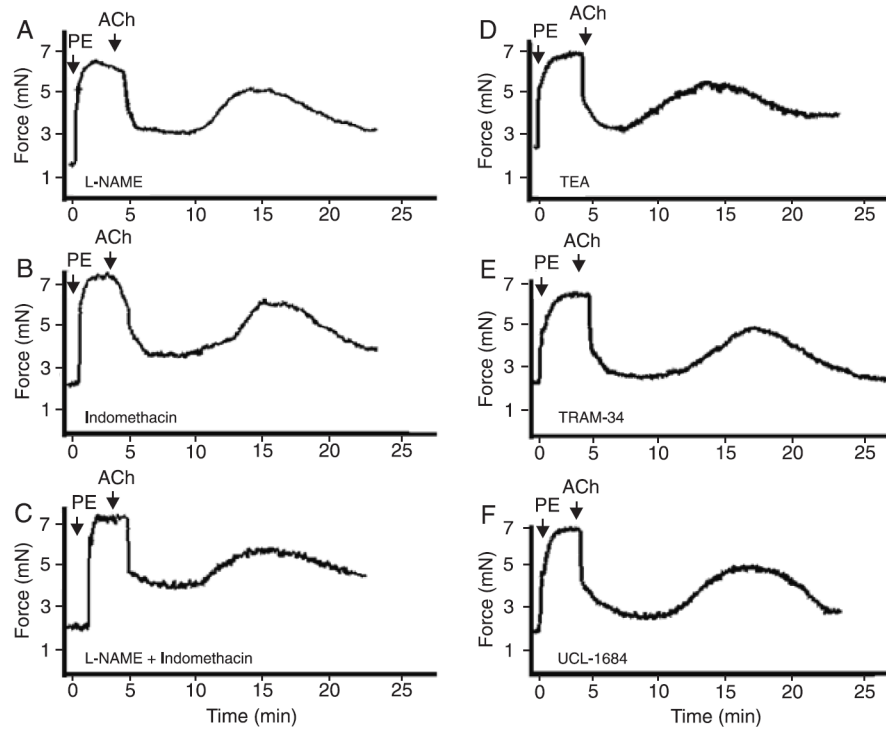 A
PE
ACh
Force (mN)
7
5
3
1
L-NAME
0 5 10 15 20 25
B
PE
ACh
Force (mN)
7
5
3
1
Indomethacin
0 5 10 15 20 25
C
PE
ACh
Force (mN)
7
5
3
1
L-NAME + Indomethacin
0 5 10 15 20 25
Time (min)
D
PE
ACh
Force (mN)
7
5
3
1
TEA
0 5 10 15 20 25
E
PE
ACh
Force (mN)
7
5
3
1
TRAM-34
0 5 10 15 20 25
F
PE
ACh
Force (mN)
7
5
3
1
UCL-1684
0 5 10 15 20 25
Time (min)